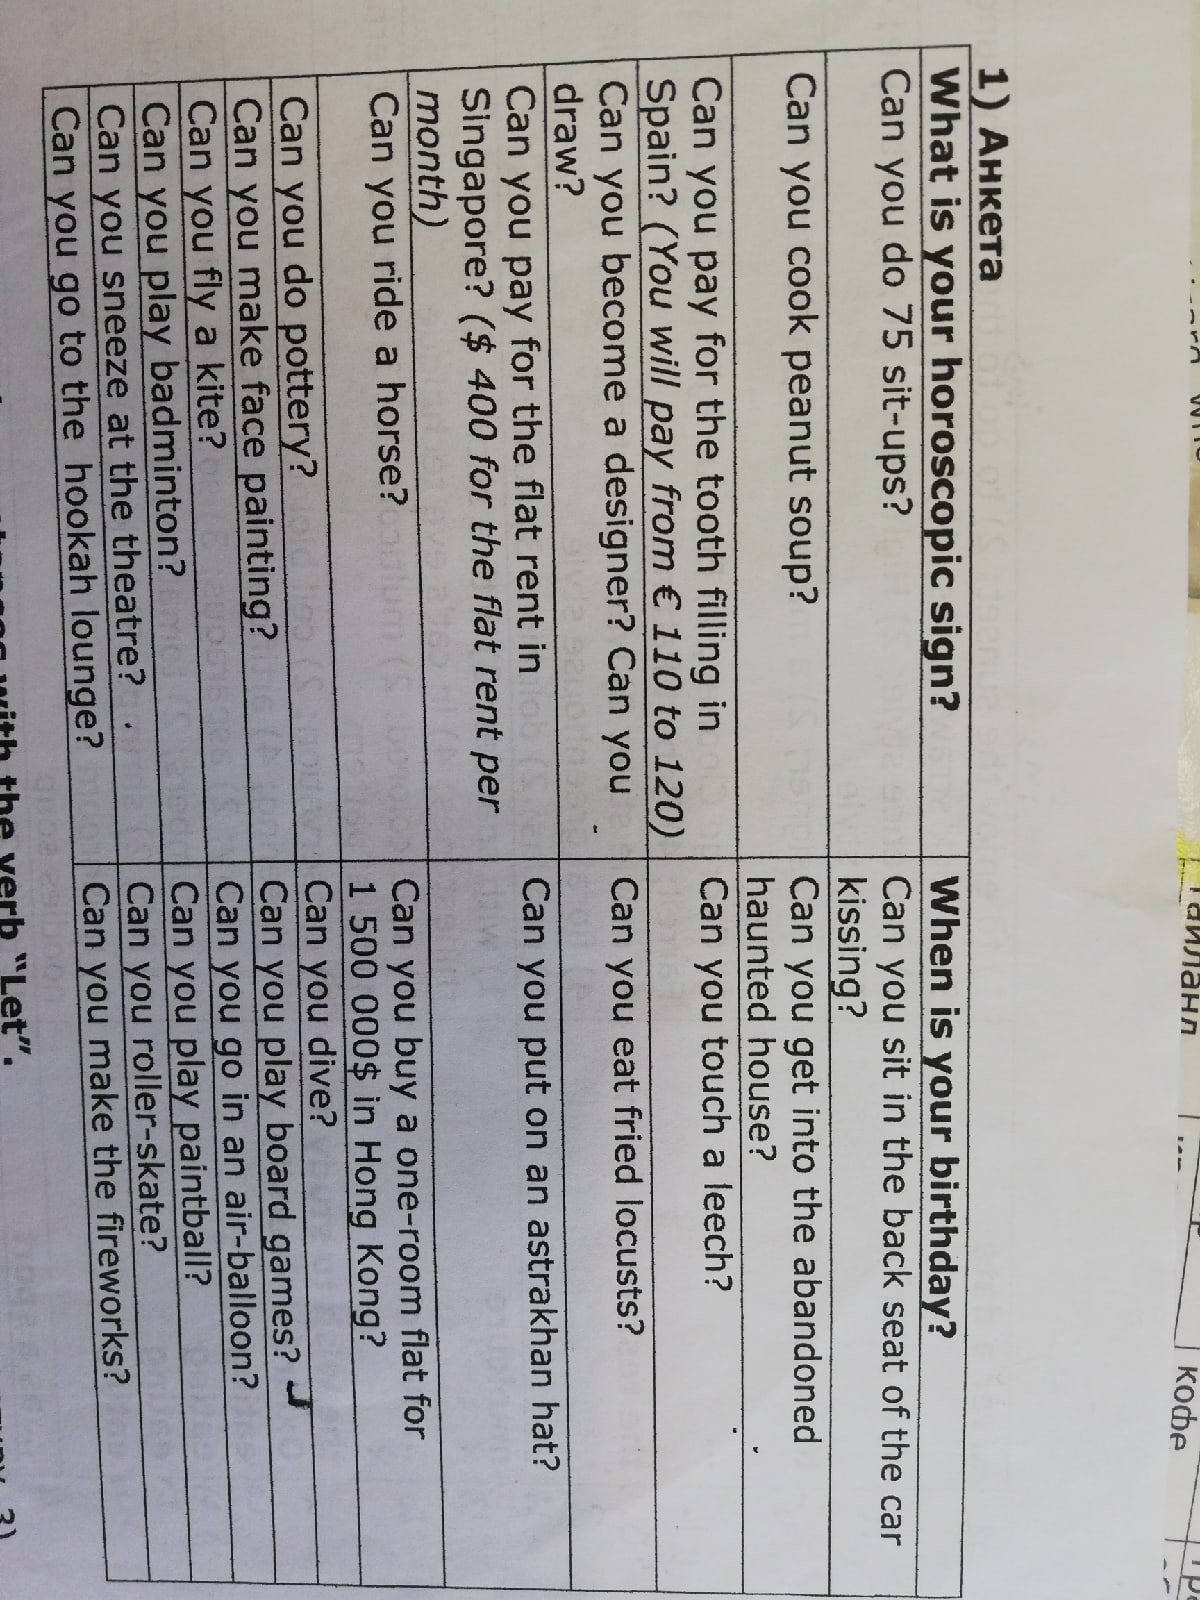 кофе
1) Анкета
What is your horoscopic sign?
When is your birthday?
Can you do 75 sit-ups?
Can you sit in the back seat of the car
kissing?
Can you cook peanut soup?
Can you get into the abandoned
haunted house?
Can you pay for the tooth filling in
Spain? (You will pay from € 110 to 120)
Can you touch a leech?
Can you become a designer? Can you
draw?
Can you eat fried locusts?
Can you pay for the flat rent in
Singapore? ($ 400 for the flat rent per
month)
Can you put on an astrakhan hat?
Can you ride a horse?
Can you buy a one-room flat for
1 500 000$ in Hong Kong?
Can you do pottery?
Can you dive?
Can you make face painting?
Can you play board games?
Can you fly a kite?
Can you go in an air-balloon?
Can you play badminton?
Can you play paintball?
Can you sneeze at the theatre?
Can you roller-skate?
Can you go to the hookah lounge?
Can you make the fireworks?
with the verb “Let”.
3)